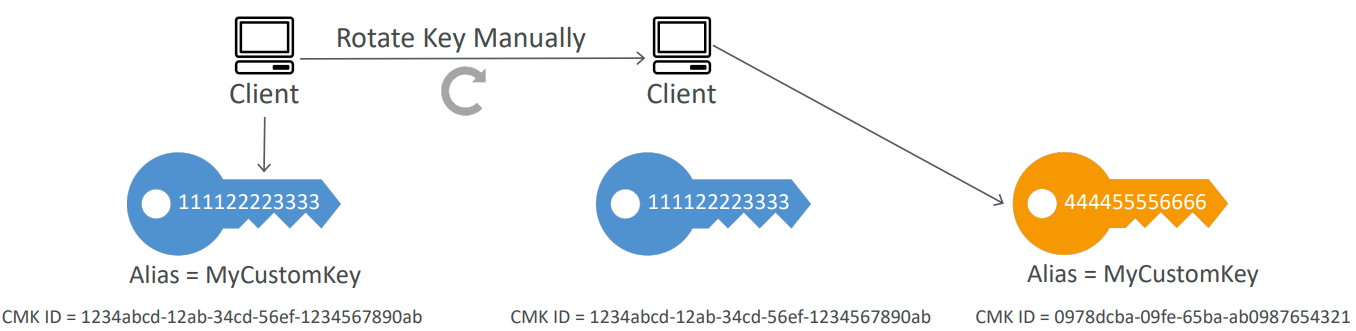 Rotate Key Manually
Client
Client
111122223333
111122223333
444455556666
Alias = MyCustomKey
Alias = MyCustomKey
CMK ID = 1234abcd-12ab-34cd-56ef-1234567890ab
CMK ID = 1234abcd-12ab-34cd-56ef-1234567890ab
CMK ID = 0978dcba-09fe-65ba-ab0987654321